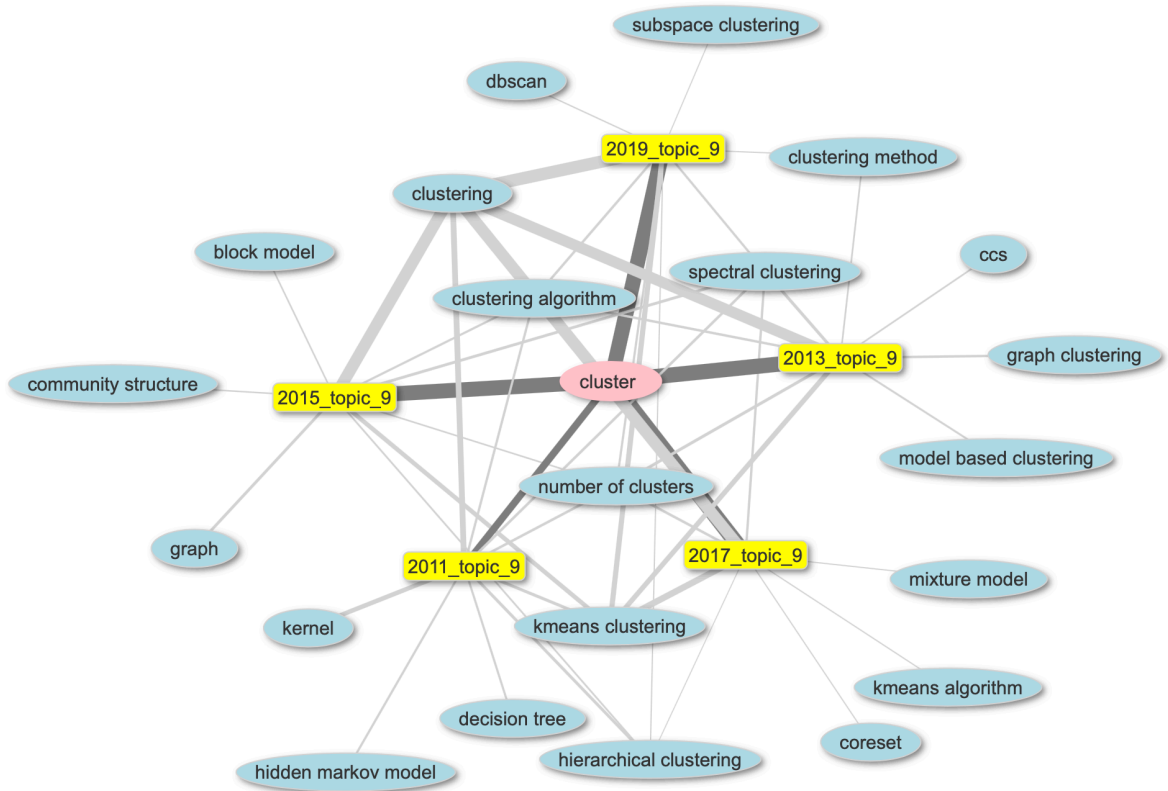 subspace clustering
dbscan
2019_topic_9
clustering method
clustering
block model
spectral clustering
ccs
clustering algorithm
2013_topic_9
graph clustering
cluster
community structure
2015_topic_9
model based clustering
number of clusters
graph
2011_topic_9
2017_topic_9
mixture model
kernel
kmeans clustering
kmeans algorithm
decision tree
coreset
hidden markov model
hierarchical clustering